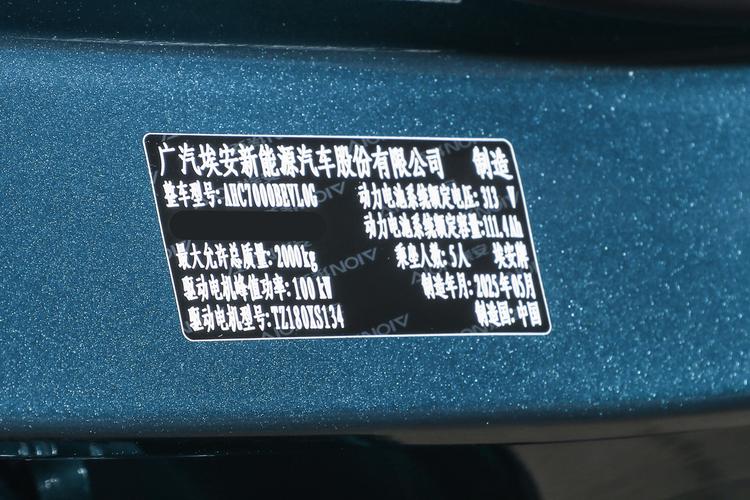 广汽埃安新能源汽车股份有限公司 制造
整车型号: AHC7000BEVL0G 动力电池系统额定电压: 313 V
动力电池系统额定容量:111.4Ah
最大允许总质量: 2000kg 乘坐人数: 5人 埃安牌
驱动电机峰值功率: 100 kW 制造年月: 2025年05月
驱动电机型号: TZ180XS134 制造国: 中国